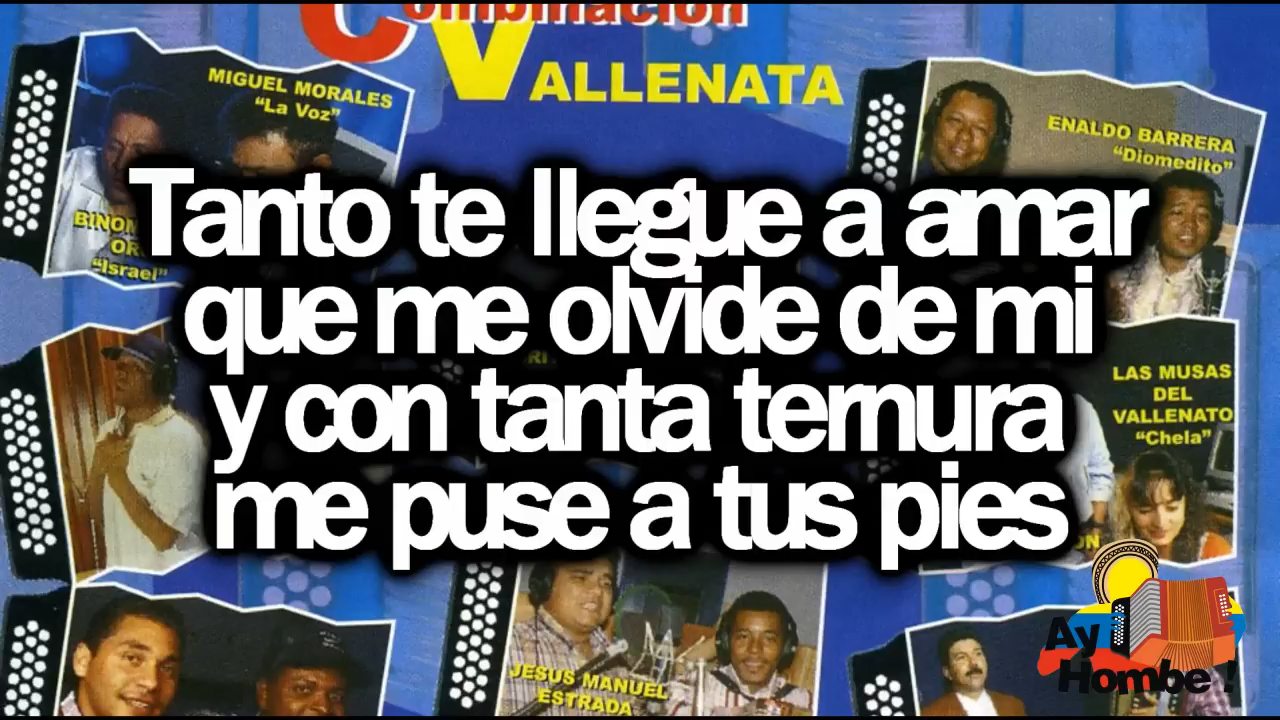 Combinación
VALLENATA
MIGUEL MORALES
"La Voz"
ENALDO BARRERA
"Diomedito"
"Israel"
Tanto te llegue a amar
que me olvide de mi
y con tanta ternura
me puse a tus pies
LAS MUSAS
DEL
VALLENATO
"Chela"
JESUS MANUEL
ESTRADA
Ay
Hombe !